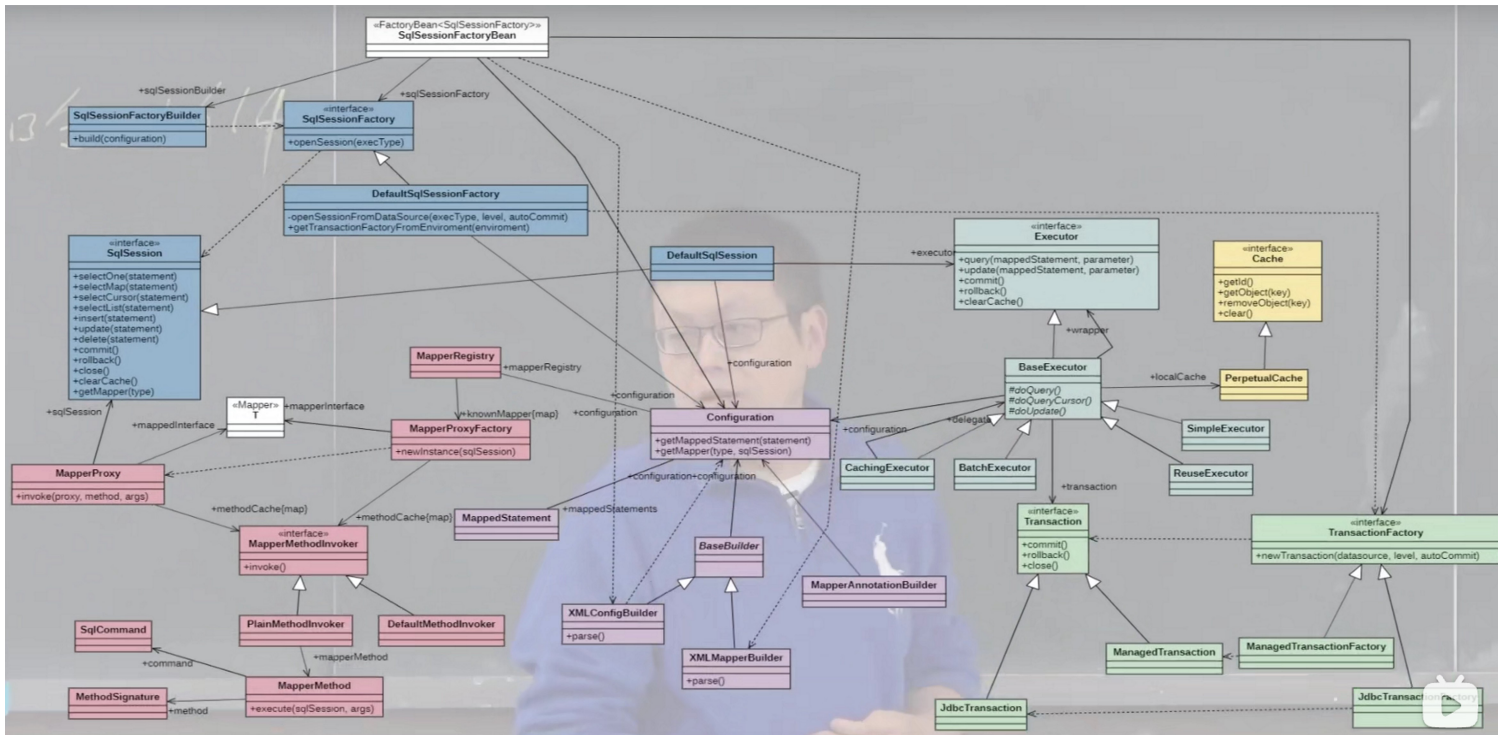 «FactoryBean<SqlSessionFactory>»
SqlSessionFactoryBean
+sqlSessionBuilder
+sqlSessionFactory
SqlSessionFactoryBuilder
+build(configuration)
«interface»
SqlSessionFactory
+openSession(execType)
13
14
DefaultSqlSessionFactory
-openSessionFromDataSource(execType, level, autoCommit)
+getTransactionFactoryFromEnviroment(enviroment)
«interface»
SqlSession
+selectOne(statement)
+selectMap(statement)
+selectCursor(statement)
+selectList(statement)
+insert(statement)
+update(statement)
+delete(statement)
+commit()
+rollback()
+close()
+clearCache()
+getMapper(type)
DefaultSqlSession
+executor
«interface»
Executor
+query(mappedStatement, parameter)
+update(mappedStatement, parameter)
+commit()
+rollback()
+clearCache()
«interface»
Cache
+getId()
+getObject(key)
+removeObject(key)
+clear()
+wrapper
MapperRegistry
+mapperRegistry
+configuration
BaseExecutor
#doQuery()
#doQueryCursor()
#doUpdate()
+localCache
PerpetualCache
+sqlSession
«Mapper»
T
+mapperInterface
+mappedInterface
+knownMapper{map}
+configuration
+configuration
MapperProxyFactory
+newInstance(sqlSession)
Configuration
+getMappedStatement(statement)
+getMapper(type, sqlSession)
+configuration
+delegate
SimpleExecutor
MapperProxy
+invoke(proxy, method, args)
CachingExecutor
BatchExecutor
ReuseExecutor
+configuration+configuration
+transaction
+methodCache{map}
+methodCache{map}
MappedStatement
+mappedStatements
«interface»
MapperMethodInvoker
+invoke()
BaseBuilder
«interface»
Transaction
+commit()
+rollback()
+close()
«interface»
TransactionFactory
+newTransaction(datasource, level, autoCommit)
MapperAnnotationBuilder
XMLConfigBuilder
+parse()
SqlCommand
PlainMethodInvoker
DefaultMethodInvoker
+command
+mapperMethod
XMLMapperBuilder
+parse()
ManagedTransaction
ManagedTransactionFactory
MethodSignature
+method
MapperMethod
+execute(sqlSession, args)
JdbcTransaction
JdbcTransactionFactory